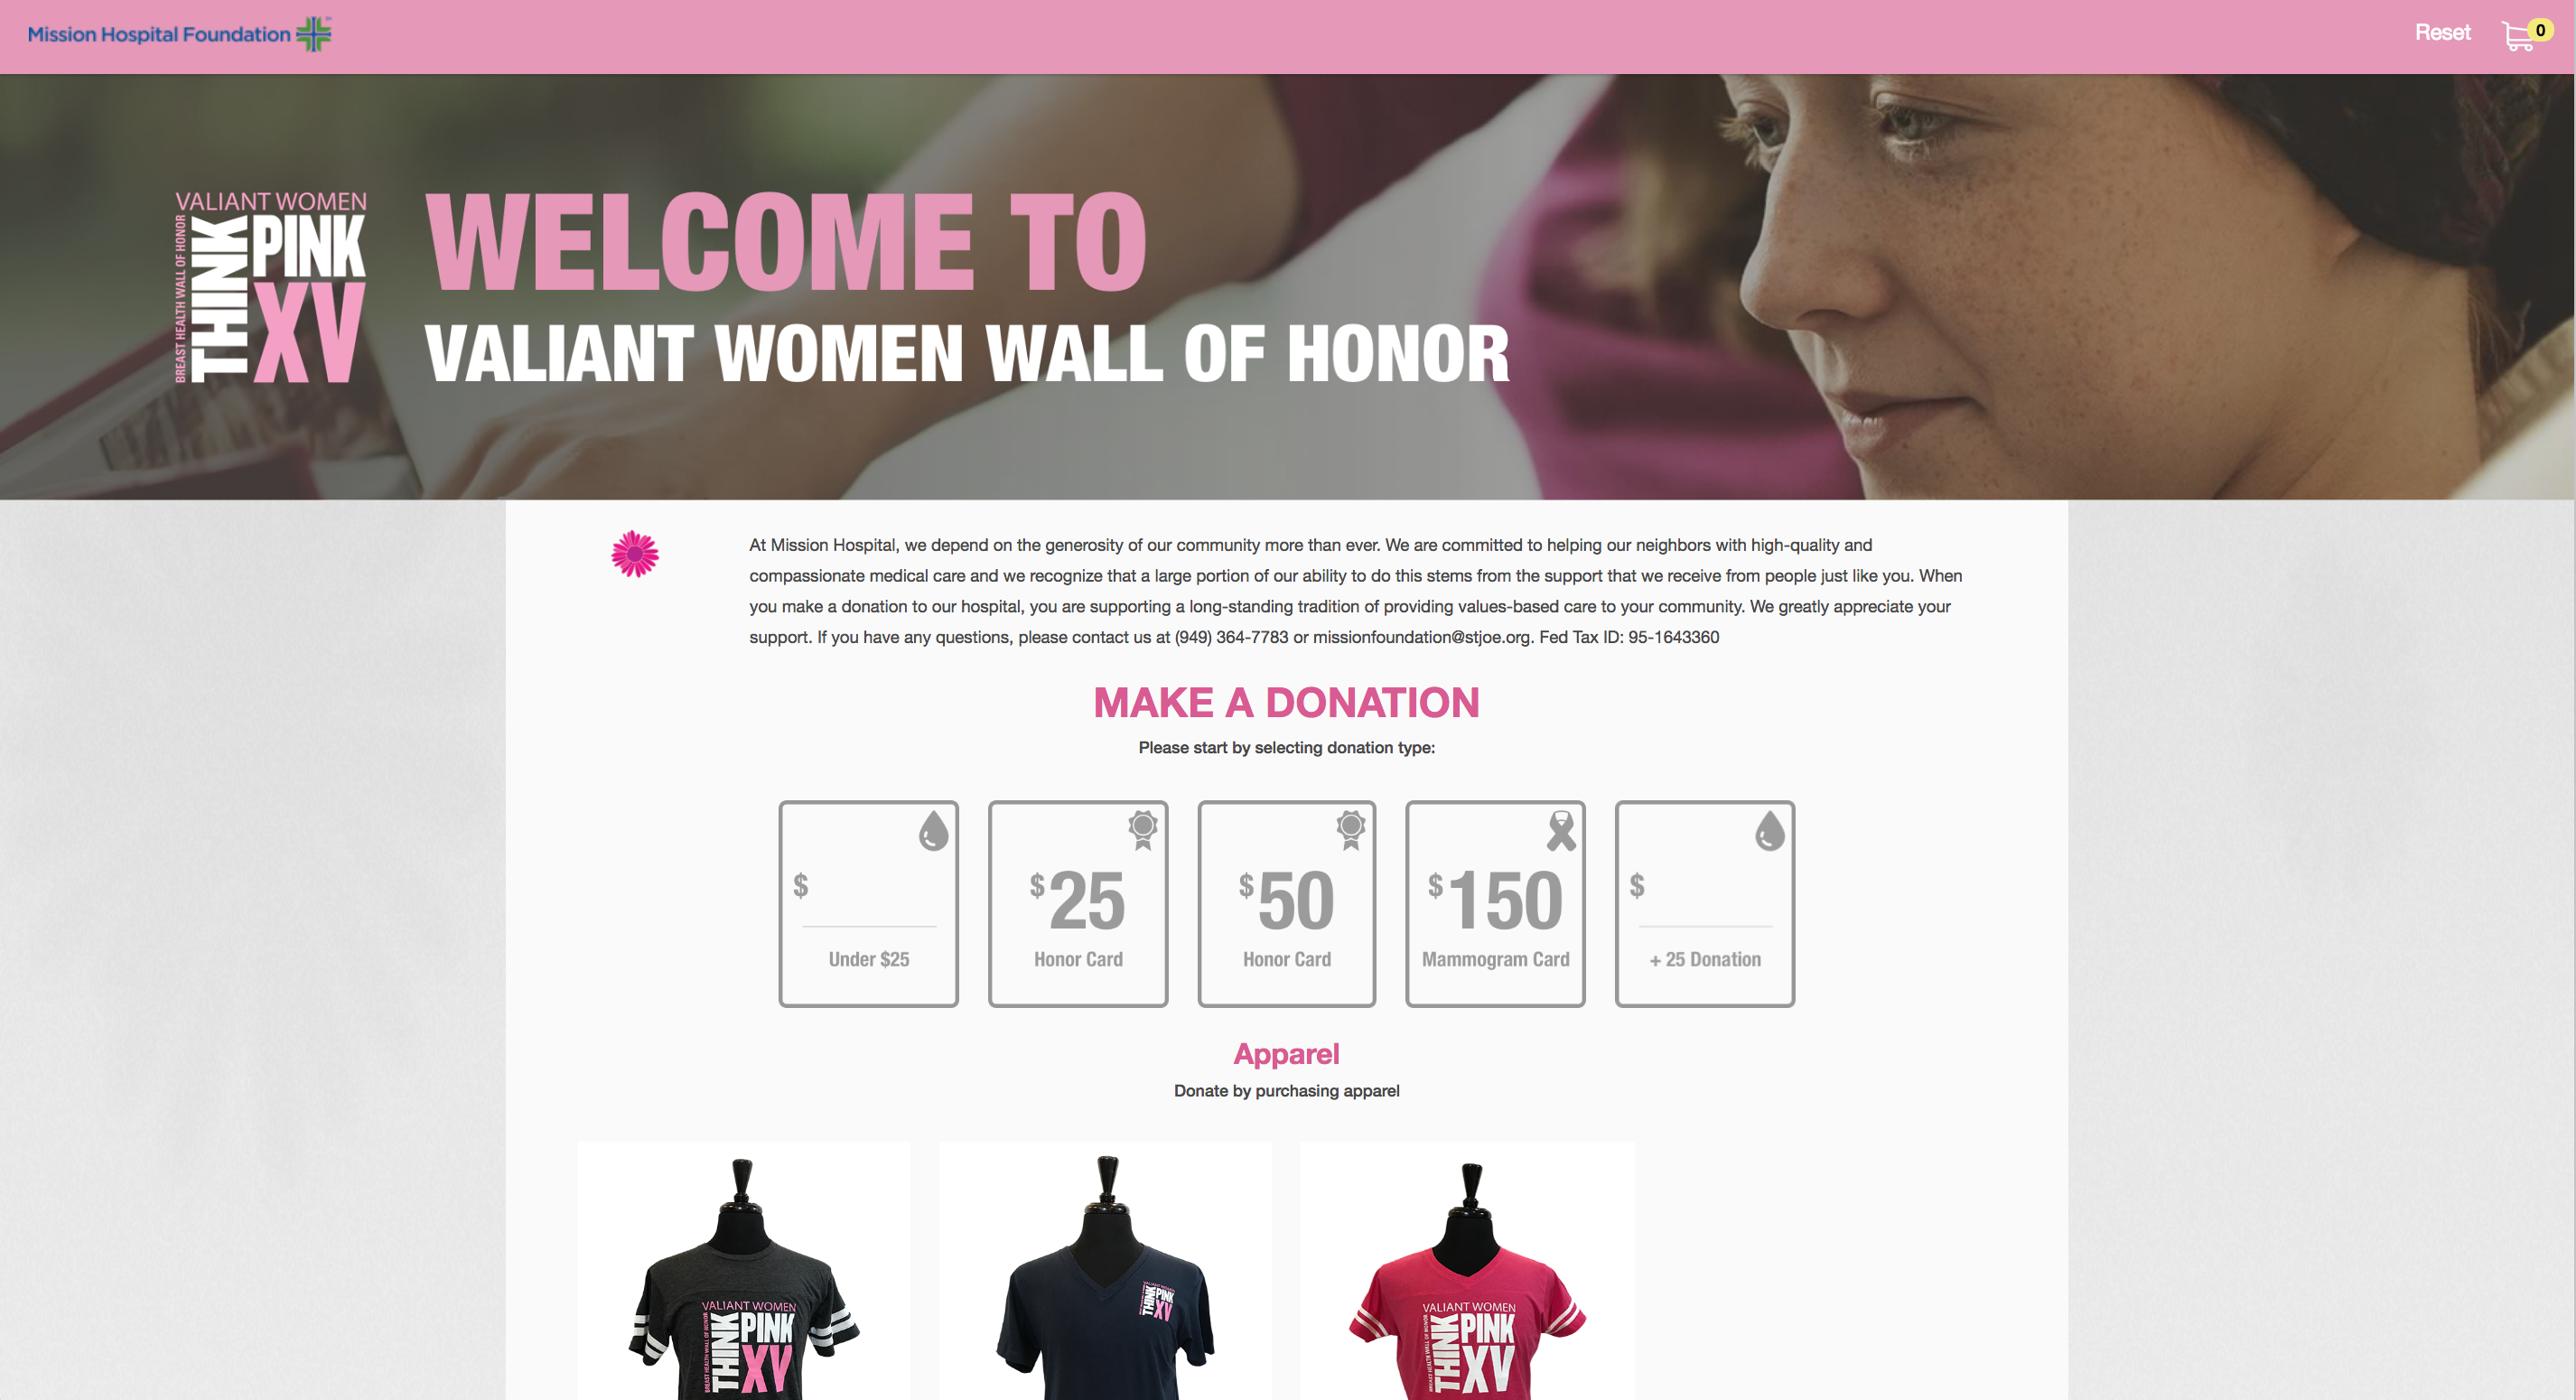 Mission Hospital Foundation
Reset
0
VALIANT WOMEN
BREAST HEALTH WALL OF HONOR
THINK
PINK
XV
WELCOME TO
VALIANT WOMEN WALL OF HONOR
At Mission Hospital, we depend on the generosity of our community more than ever. We are committed to helping our neighbors with high-quality and
compassionate medical care and we recognize that a large portion of our ability to do this stems from the support that we receive from people just like you. When
you make a donation to our hospital, you are supporting a long-standing tradition of providing values-based care to your community. We greatly appreciate your
support. If you have any questions, please contact us at (949) 364-7783 or missionfoundation@stjoe.org. Fed Tax ID: 95-1643360
MAKE A DONATION
Please start by selecting donation type:
$
Under $25
$25
Honor Card
$50
Honor Card
$150
Mammogram Card
$
+ 25 Donation
Apparel
Donate by purchasing apparel
VALIANT WOMEN
BREAST HEALTH WALL OF HONOR
THINK
PINK
XV
VALIANT WOMEN
THINK
PINK
XV
VALIANT WOMEN
BREAST HEALTH WALL OF HONOR
THINK
PINK
XV